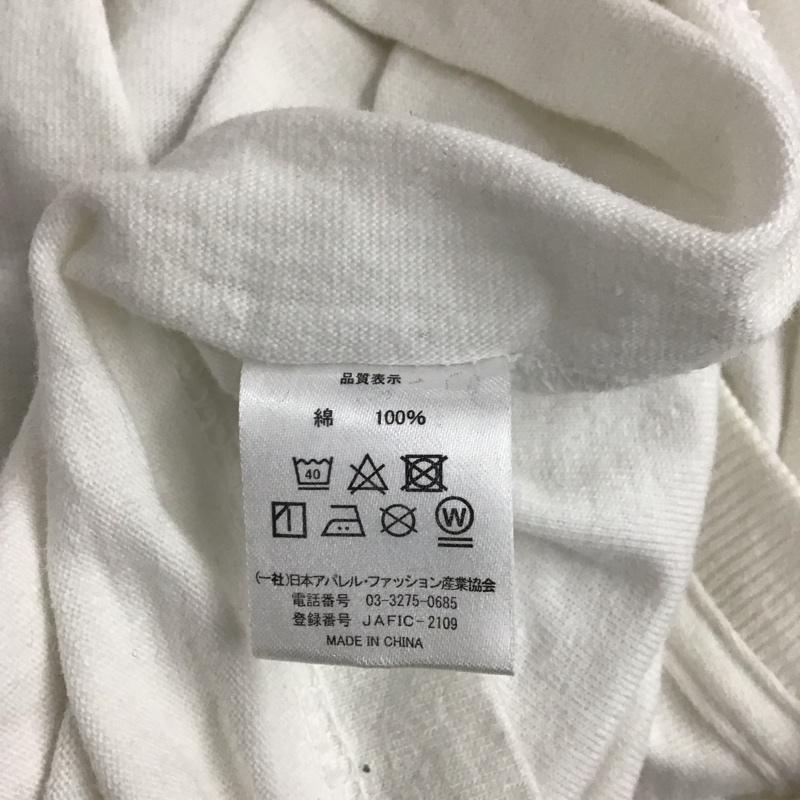 品質表示
綿 100%
40
W
(一社)日本アパレル・ファッション産業協会
電話番号 03-3275-0685
登録番号 JAFIC-2109
MADE IN CHINA